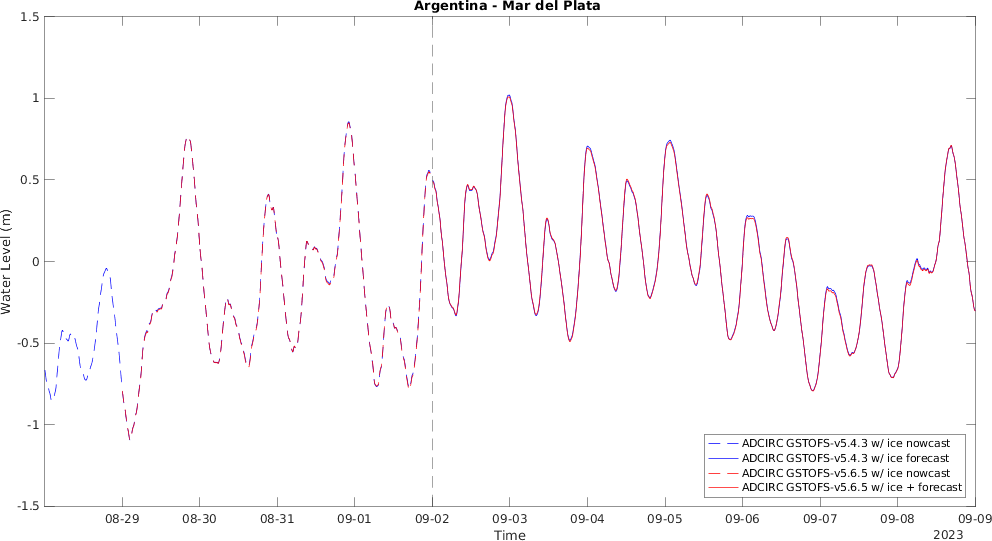 Argentina - Mar del Plata
1.5
1
0.5
0
-0.5
-1
-1.5
Water Level (m)
ADCIRC GSTOFS-v5.4.3 w/ ice nowcast
ADCIRC GSTOFS-v5.4.3 w/ ice forecast
ADCIRC GSTOFS-v5.6.5 w/ ice nowcast
ADCIRC GSTOFS-v5.6.5 w/ ice + forecast
08-29 08-30 08-31 09-01 09-02 09-03 09-04 09-05 09-06 09-07 09-08 09-09
Time
2023